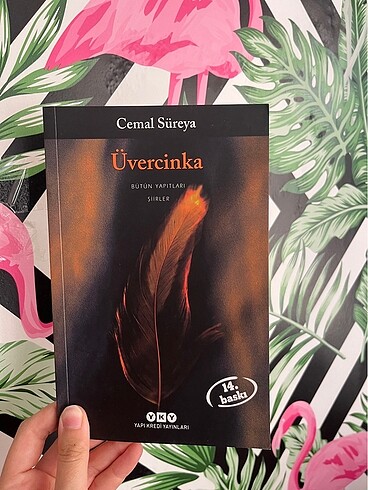 Cemal Süreya
Üvercinka
BÜTÜN YAPITLARI
ŞİİRLER
14.
baskı
YKY
YAPI KREDİ YAYINLARI